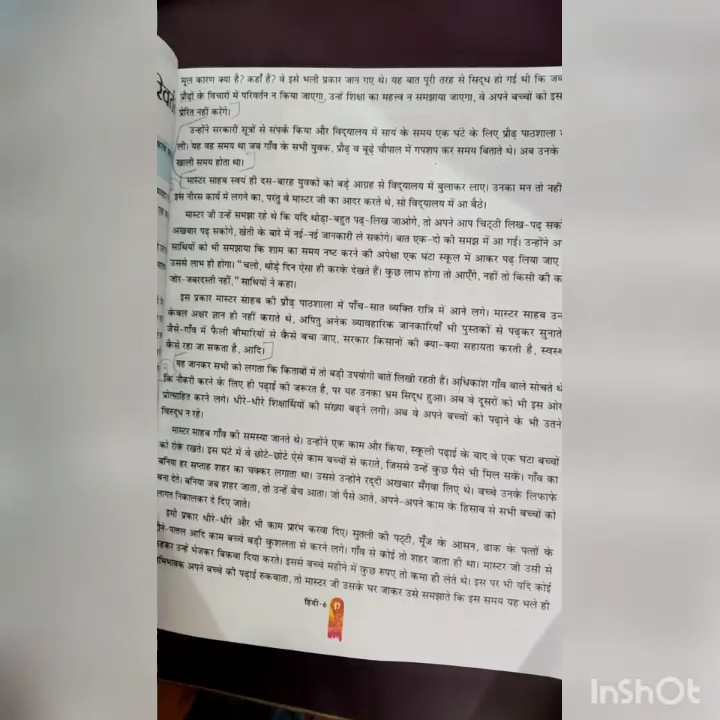 मूल कारण क्या है? कहाँ है? वे इसे भली प्रकार जान गए थे। यह बात पूरी तरह से सिद्ध हो गई थी कि जब
प्रौढ़ों के विचारों में परिवर्तन न किया जाएगा, उन्हें शिक्षा का महत्त्व न समझाया जाएगा, वे अपने बच्चों को इस
प्रेरित नहीं करेंगे।
उन्होंने सरकारी सूत्रों से संपर्क किया और विद्यालय में सायं के समय एक घंटे के लिए प्रौढ़ पाठशाला
ली। यह वह समय था जब गाँव के सभी युवक, प्रौढ़ व बूढ़े चौपाल में गपशप कर समय बिताते थे। अब उनके
खाली समय होता था।
मास्टर साहब स्वयं ही दस-बारह युवकों को बड़े आग्रह से विद्यालय में बुलाकर लाए। उनका मन तो नहीं
इस नीरस कार्य में लगने का, परंतु वे मास्टर जी का आदर करते थे, सो विद्यालय में आ बैठे।
मास्टर जी उन्हें समझा रहे थे कि यदि थोड़ा-बहुत पढ़-लिख जाओगे, तो अपने आप चिट्ठी लिख-पढ़ सको
अखबार पढ़ सकोगे, खेती के बारे में नई-नई जानकारी ले सकोगे। बात एक-दो की समझ में आ गई। उन्होंने अ
साथियों को भी समझाया कि शाम का समय नष्ट करने की अपेक्षा एक घंटा स्कूल में आकर पढ़ लिया जाए
उससे लाभ ही होगा। "चलो, थोड़े दिन ऐसा ही करके देखते हैं। कुछ लाभ होगा तो आएँगे, नहीं तो किसी की क
जोर-जबरदस्ती नहीं," साथियों ने कहा।
इस प्रकार मास्टर साहब की प्रौढ़ पाठशाला में पाँच-सात व्यक्ति रात्रि में आने लगे। मास्टर साहब उन
केवल अक्षर ज्ञान ही नहीं कराते थे, अपितु अनेक व्यावहारिक जानकारियाँ भी पुस्तकों से पढ़कर सुनाते
जैसे-गाँव में फैली बीमारियों से कैसे बचा जाए, सरकार किसानों की क्या-क्या सहायता करती है, स्वस्थ
कैसे रहा जा सकता है, आदि।
यह जानकर सभी को लगता कि किताबों में तो बड़ी उपयोगी बातें लिखी रहती हैं। अधिकांश गाँव वाले सोचते थे
कि नौकरी करने के लिए ही पढ़ाई की जरूरत है, पर यह उनका भ्रम सिद्ध हुआ। अब वे दूसरों को भी इस ओर
प्रोत्साहित करने लगे। धीरे-धीरे शिक्षार्थियों की संख्या बढ़ने लगी। अब वे अपने बच्चों को पढ़ाने के भी उतने
विरुद्ध न रहे।
मास्टर साहब गाँव की समस्या जानते थे। उन्होंने एक काम और किया, स्कूली पढ़ाई के बाद वे एक घंटा बच्चों
को रोके रखते। इस घंटे में वे छोटे-छोटे ऐसे काम बच्चों से कराते, जिससे उन्हें कुछ पैसे भी मिल सकें। गाँव का
बनिया हर सप्ताह शहर का चक्कर लगाता था। उससे उन्होंने रद्दी अखबार मँगवा लिए थे। बच्चे उनके लिफाफे
बना देते। बनिया जब शहर जाता, तो उन्हें बेच आता। जो पैसे आते, अपने-अपने काम के हिसाब से सभी बच्चों को
लागत निकालकर दे दिए जाते।
इसी प्रकार धीरे-धीरे और भी काम प्रारंभ करवा दिए। सुतली की पट्टी, मूँज के आसन, ढाक के पत्तों के
दोने-पत्तल आदि काम बच्चे बड़ी कुशलता से करने लगे। गाँव से कोई तो शहर जाता ही था। मास्टर जी उसी से
कहकर उन्हें भेजकर बिकवा दिया करते। इससे बच्चे महीने में कुछ रुपए तो कमा ही लेते थे। इस पर भी यदि कोई
अभिभावक अपने बच्चे की पढ़ाई रुकवाता, तो मास्टर जी उसके घर जाकर उसे समझाते कि इस समय यह भले ही
हिंदी-6 17
InShOt